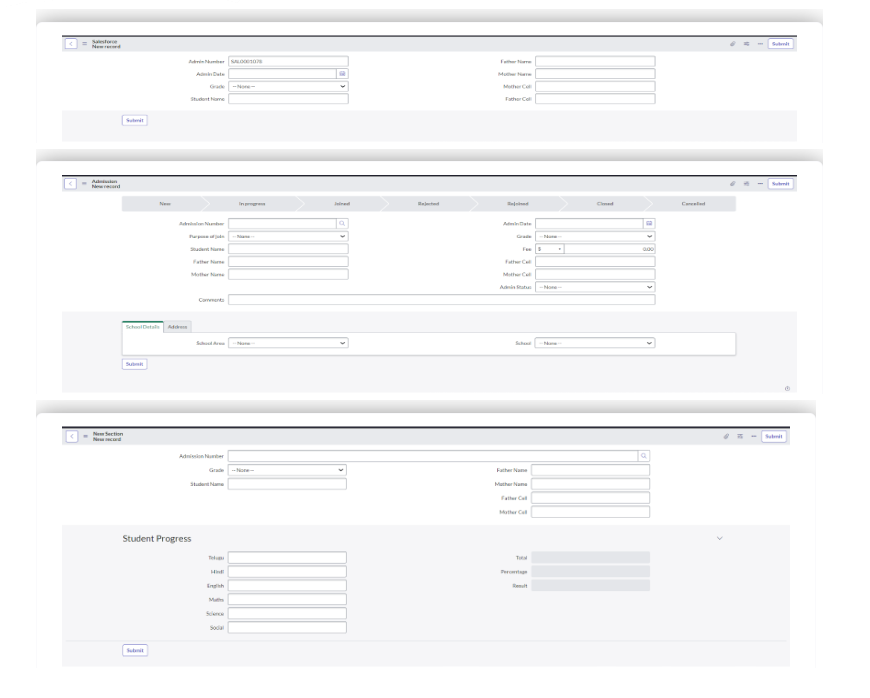 Salesforce
New record
Submit
Admin Number SAL0001076 Father Name
Admin Date Mother Name
Grade -- None -- Mother Cell
Student Name Father Cell
Submit
Admission
New record
Submit
New In progress Joined Rejected Rejoined Closed Cancelled
Admission Number Admin Date
Purpose of join -- None -- Grade -- None --
Student Name Fee $ 0.00
Father Name Father Cell
Mother Name Mother Cell
Admin Status -- None --
Comments
School Details Address
School Area -- None -- School -- None --
Submit
New Section
New record
Submit
Admission Number
Grade -- None -- Father Name
Student Name Mother Name
Father Cell
Mother Cell
Student Progress
Telugu Total
Hindi Percentage
English Result
Maths
Science
Social
Submit